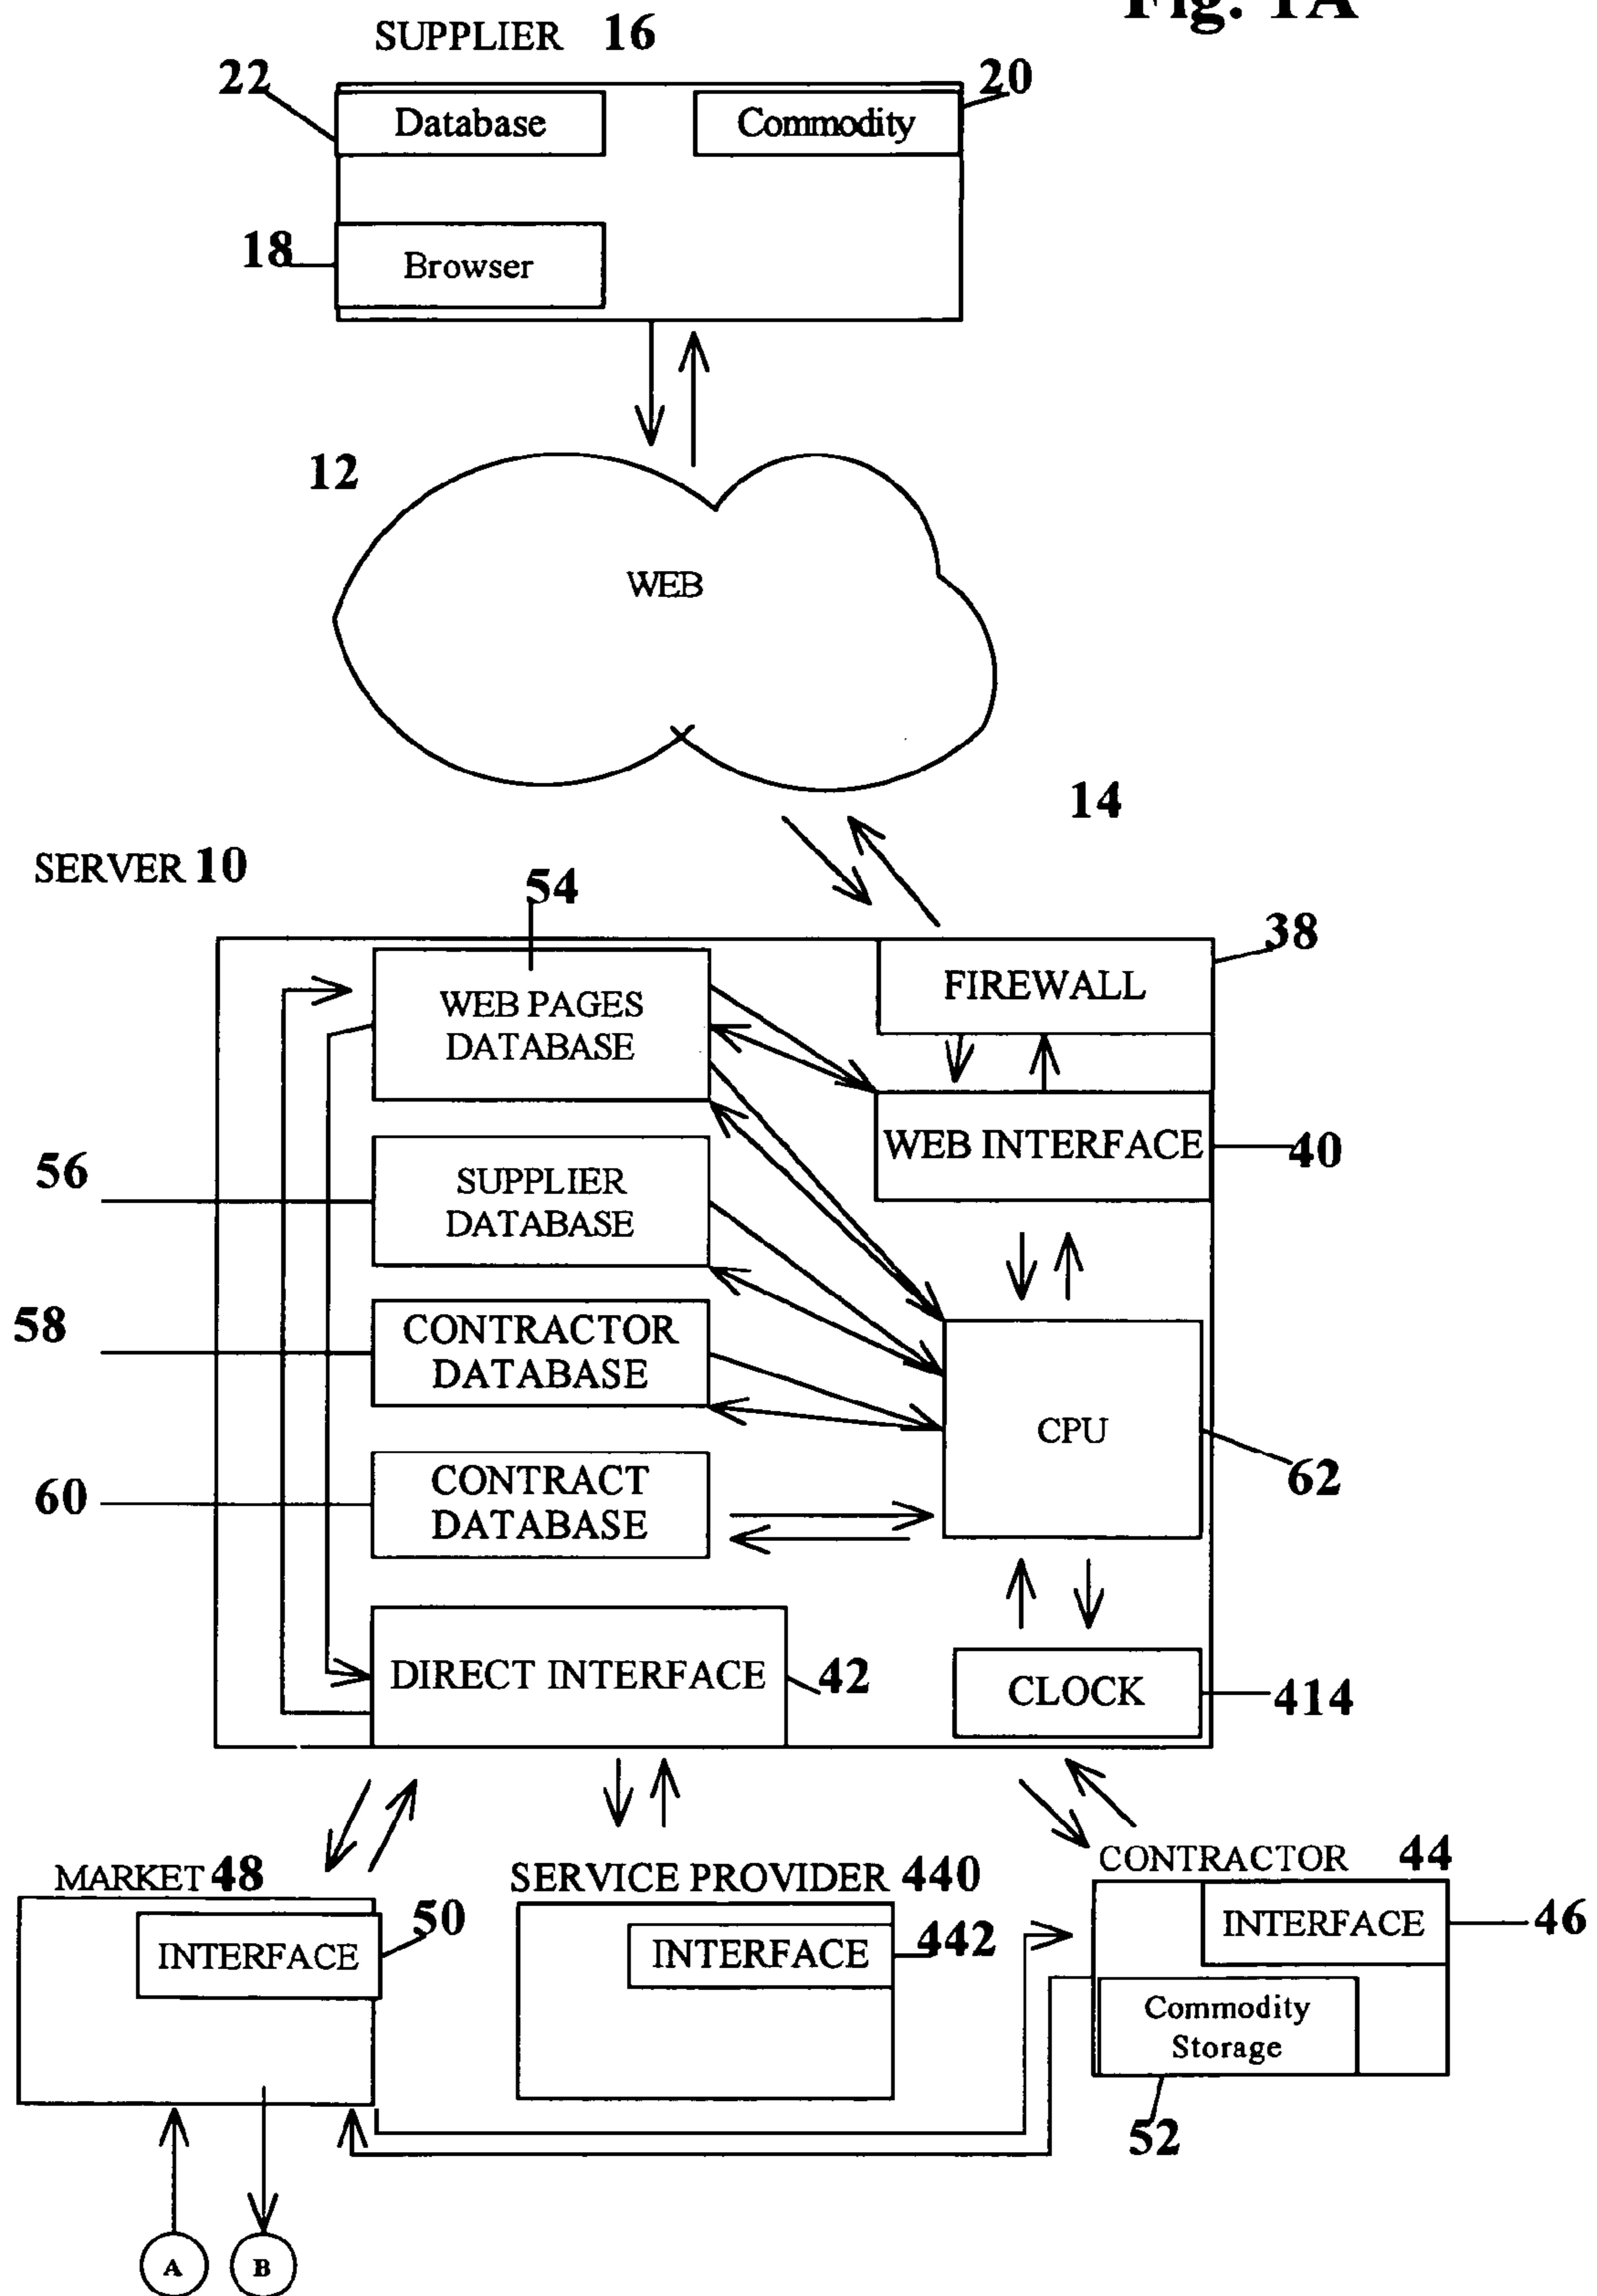 Fig. 1A
SUPPLIER 16
22
20
Database
Commodity
18
Browser
12
WEB
14
SERVER 10
54
38
FIREWALL
WEB PAGES
DATABASE
WEB INTERFACE
40
56
SUPPLIER
DATABASE
58
CONTRACTOR
DATABASE
CPU
62
60
CONTRACT
DATABASE
DIRECT INTERFACE
42
CLOCK
414
MARKET 48
SERVICE PROVIDER 440
CONTRACTOR 44
INTERFACE
50
INTERFACE
442
INTERFACE
46
Commodity
Storage
52
A
B